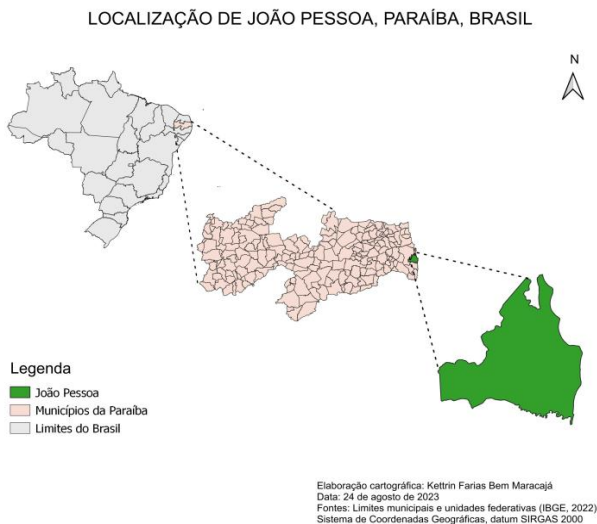 LOCALIZAÇÃO DE JOÃO PESSOA, PARAÍBA, BRASIL
N
Legenda
João Pessoa
Municípios da Paraíba
Limites do Brasil
Elaboração cartográfica: Kettrin Farias Bem Maracajá
Data: 24 de agosto de 2023
Fontes: Limites municipais e unidades federativas (IBGE, 2022)
Sistema de Coordenadas Geográficas, datum SIRGAS 2000